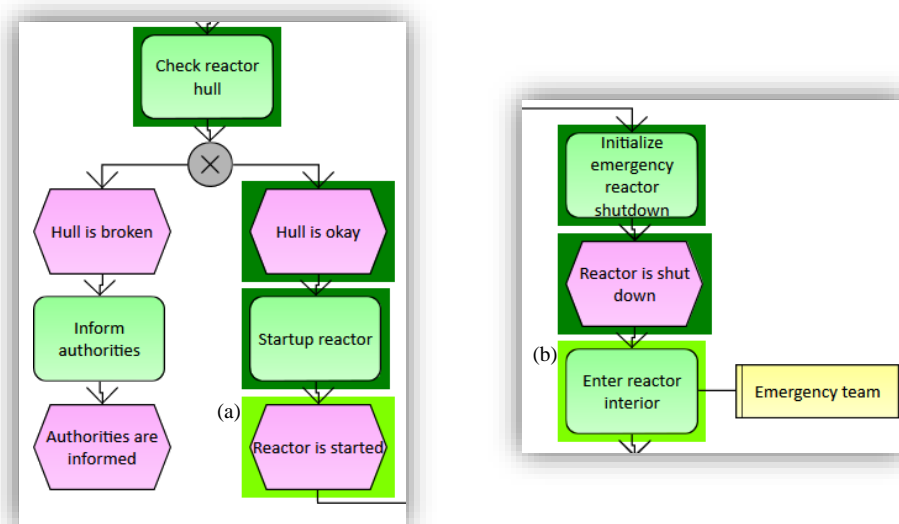 Check reactor
hull
Hull is broken
Hull is okay
Inform
authorities
Startup reactor
(a)
Authorities are
informed
Reactor is started
Initialize
emergency
reactor
shutdown
Reactor is shut
down
(b)
Enter reactor
interior
Emergency team